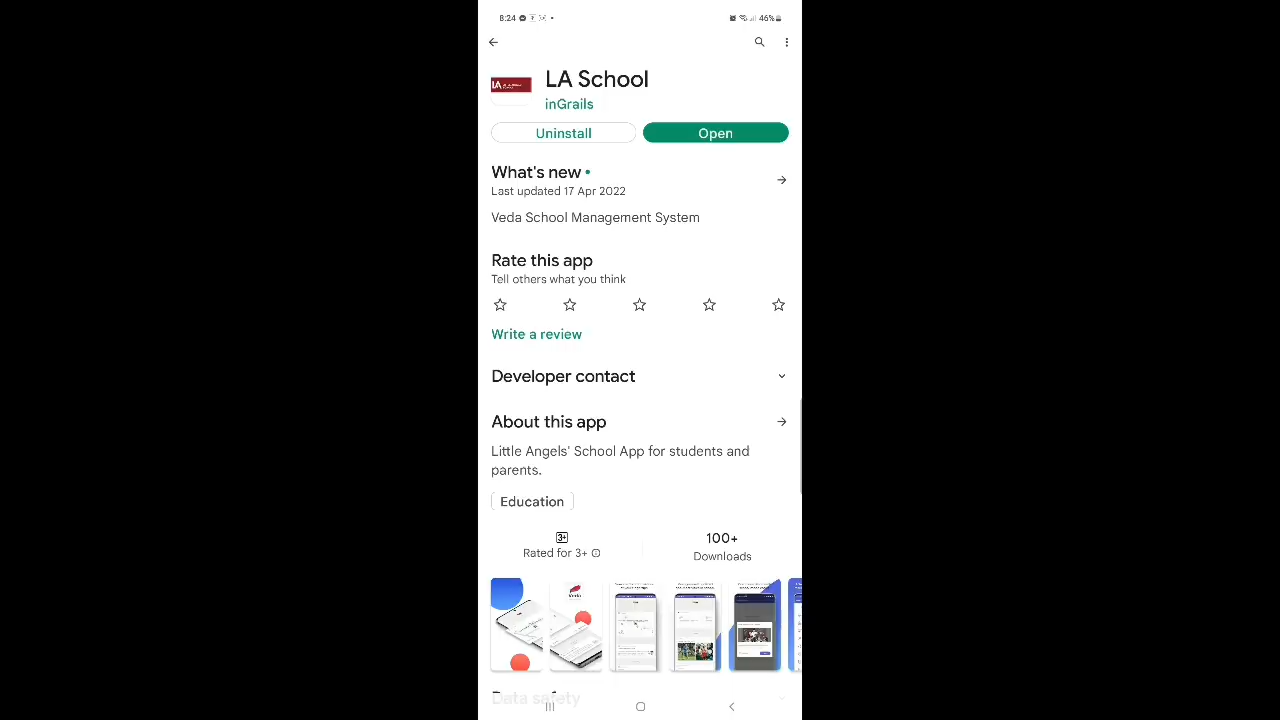 8:24
46%
LA School
LA
inGrails
Uninstall
Open
What's new
Last updated 17 Apr 2022
Veda School Management System
Rate this app
Tell others what you think
Write a review
Developer contact
About this app
Little Angels' School App for students and
parents.
Education
3+
Rated for 3+
100+
Downloads
Veda
Data safety